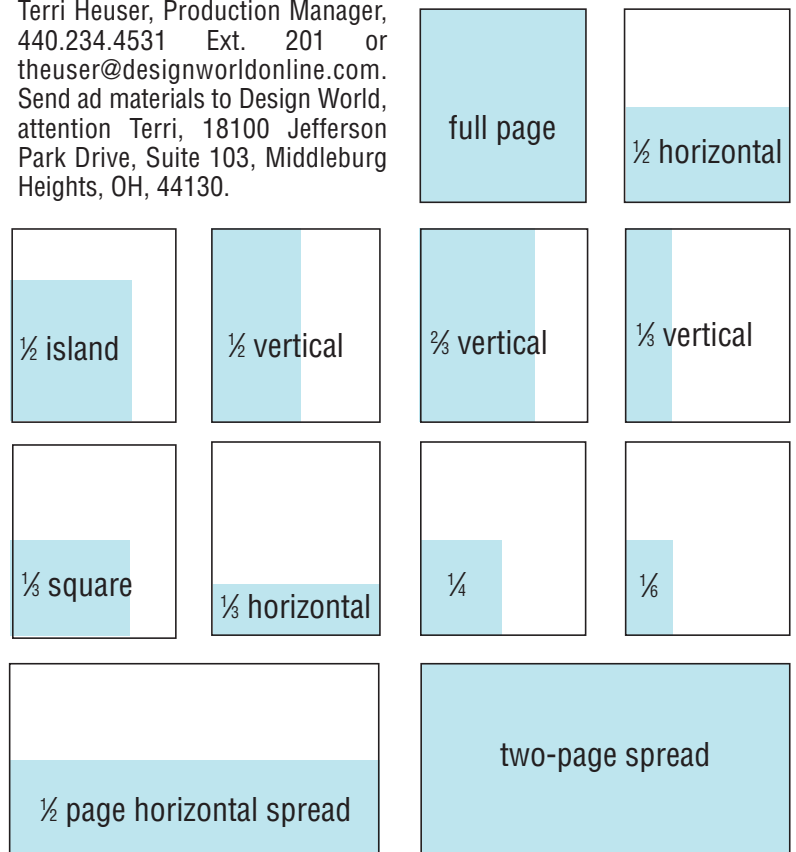 Terri Heuser, Production Manager,
440.234.4531 Ext. 201 or
theuser@designworldonline.com.
Send ad materials to Design World,
attention Terri, 18100 Jefferson
Park Drive, Suite 103, Middleburg
Heights, OH, 44130.
full page
½ horizontal
½ island
½ vertical
⅔ vertical
⅓ vertical
⅓ square
⅓ horizontal
¼
⅙
½ page horizontal spread
two-page spread